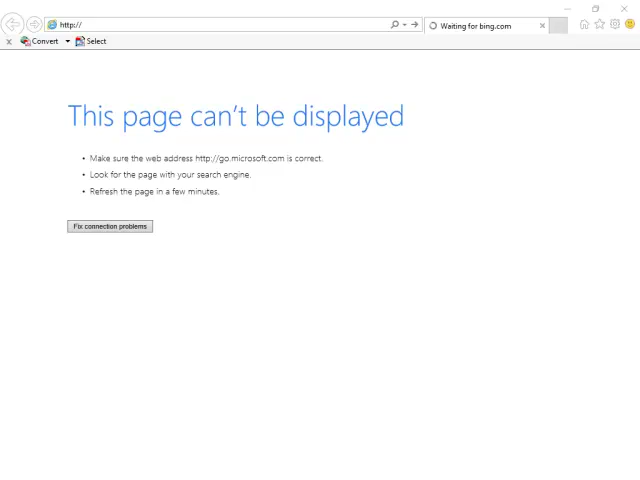 http://
Waiting for bing.com
x Convert Select
This page can't be displayed
• Make sure the web address http://go.microsoft.com is correct.
• Look for the page with your search engine.
• Refresh the page in a few minutes.
Fix connection problems